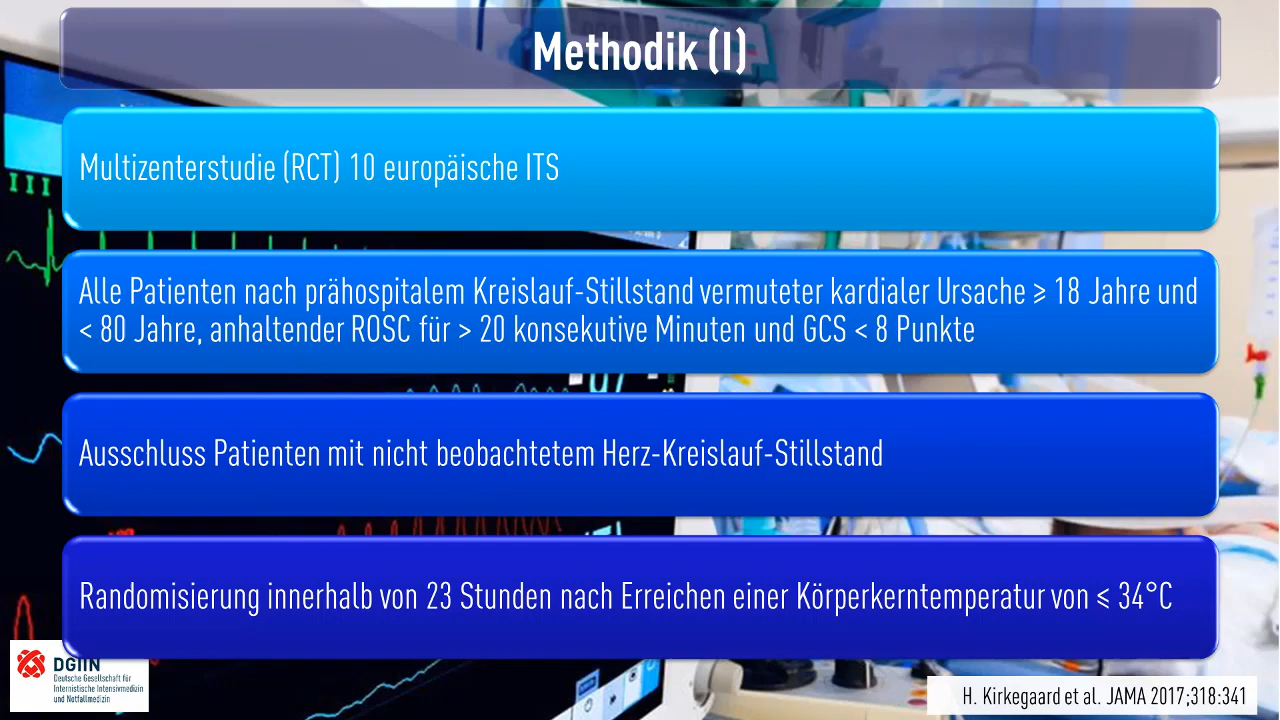 Methodik (I)
Multizenterstudie (RCT) 10 europäische ITS
Alle Patienten nach prähospitalem Kreislauf-Stillstand vermuteter kardialer Ursache ≥ 18 Jahre und
< 80 Jahre, anhaltender ROSC für > 20 konsekutive Minuten und GCS < 8 Punkte
Ausschluss Patienten mit nicht beobachtetem Herz-Kreislauf-Stillstand
Randomisierung innerhalb von 23 Stunden nach Erreichen einer Körperkerntemperatur von ≤ 34°C
DGIIN
Deutsche Gesellschaft für
Internistische Intensivmedizin
und Notfallmedizin
H. Kirkegaard et al. JAMA 2017;318:341